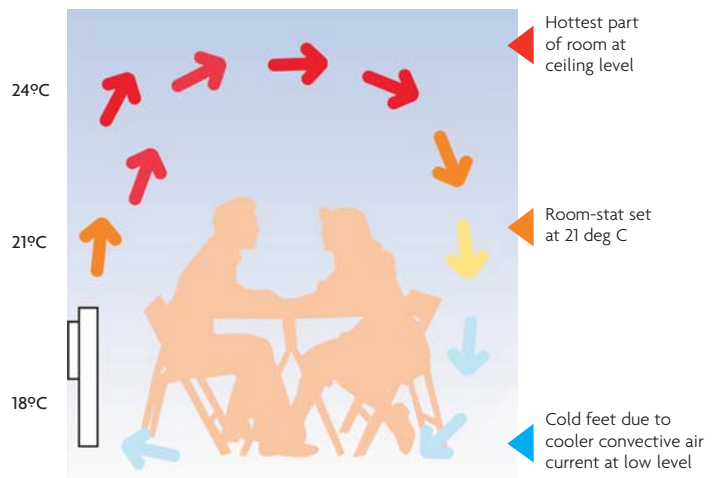 Hottest part
of room at
ceiling level
24ºC
Room-stat set
at 21 deg C
21ºC
18ºC
Cold feet due to
cooler convective air
current at low level